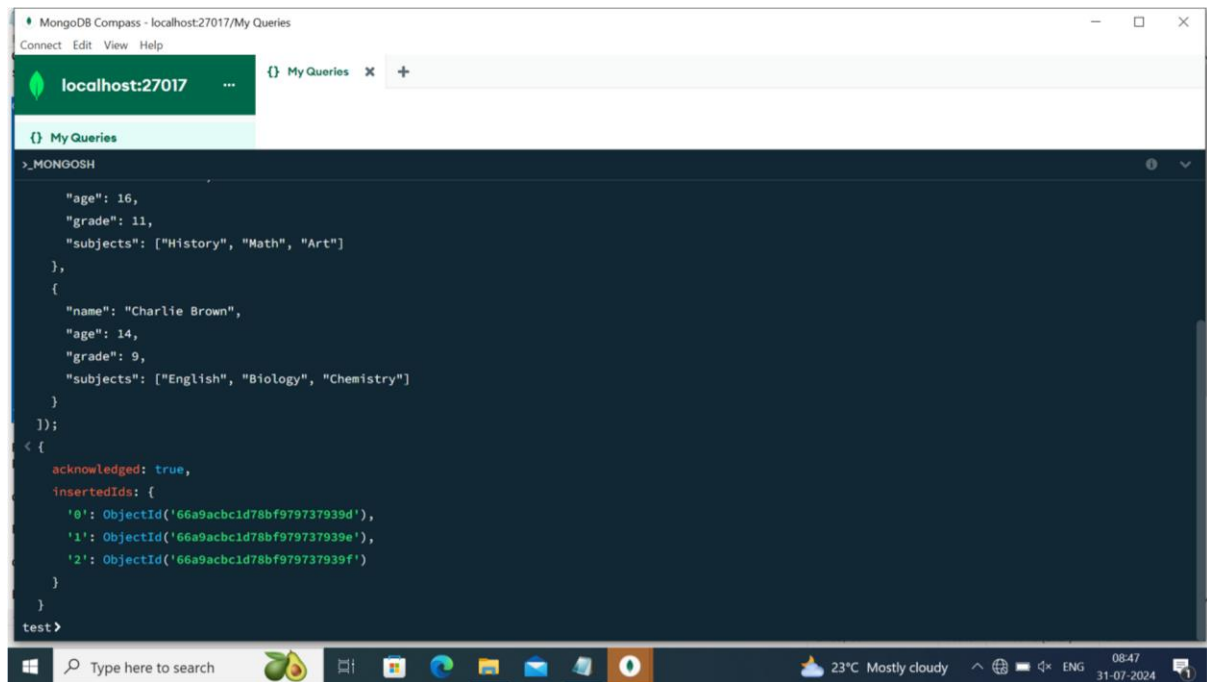 MongoDB Compass - localhost:27017/My Queries
Connect Edit View Help
localhost:27017 ...
{} My Queries
{} My Queries
>_MONGOSH
"age": 16,
"grade": 11,
"subjects": ["History", "Math", "Art"]
},
{
"name": "Charlie Brown",
"age": 14,
"grade": 9,
"subjects": ["English", "Biology", "Chemistry"]
}
]);
< {
acknowledged: true,
insertedIds: {
'0': ObjectId('66a9acbc1d78bf979737939d'),
'1': ObjectId('66a9acbc1d78bf979737939e'),
'2': ObjectId('66a9acbc1d78bf979737939f')
}
}
test>
Type here to search
23°C Mostly cloudy
ENG
08:47
31-07-2024
1